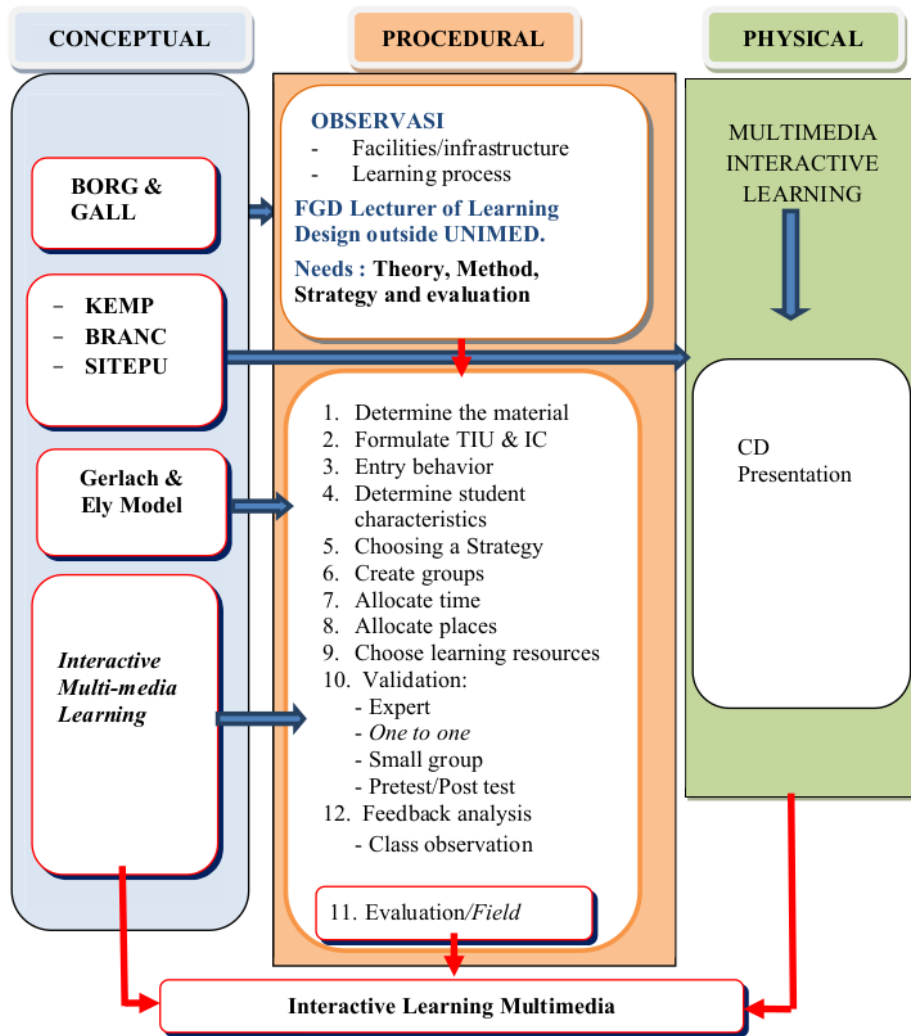 CONCEPTUAL
PROCEDURAL
PHYSICAL
BORG &
GALL
- KEMP
- BRANC
- SITEPU
Gerlach &
Ely Model
Interactive
Multi-media
Learning
OBSERVASI
- Facilities/infrastructure
- Learning process
FGD Lecturer of Learning
Design outside UNIMED.
Needs : Theory, Method,
Strategy and evaluation
1. Determine the material
2. Formulate TIU & IC
3. Entry behavior
4. Determine student
characteristics
5. Choosing a Strategy
6. Create groups
7. Allocate time
8. Allocate places
9. Choose learning resources
10. Validation:
- Expert
- One to one
- Small group
- Pretest/Post test
12. Feedback analysis
- Class observation
11. Evaluation/Field
MULTIMEDIA
INTERACTIVE
LEARNING
CD
Presentation
Interactive Learning Multimedia